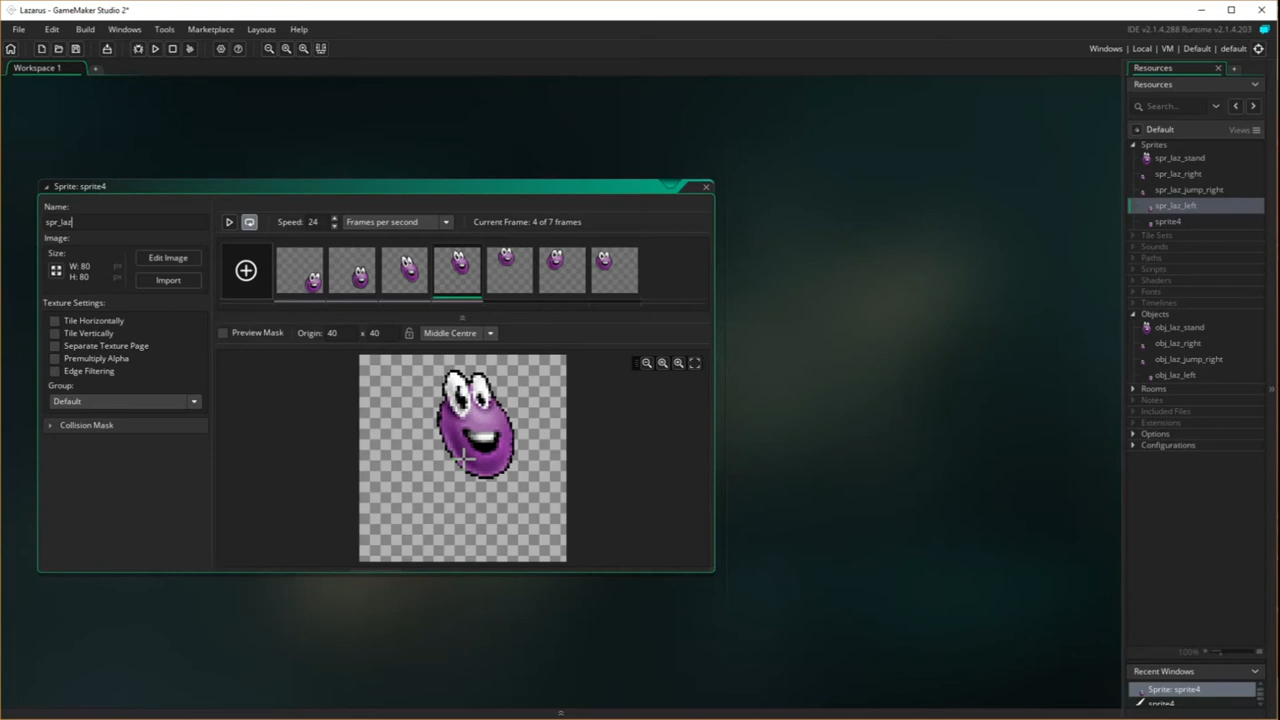 Lazarus - GameMaker Studio 2*
File Edit Build Windows Tools Marketplace Layouts Help
IDE v2.1.4.288 Runtime v2.1.4.203
Windows | Local | VM | Default | default
Workspace 1
Resources
Resources
Search...
Default
Views
Sprites
spr_laz_stand
spr_laz_right
spr_laz_jump_right
spr_laz_left
sprite4
Tile Sets
Sounds
Paths
Scripts
Shaders
Fonts
Timelines
Objects
obj_laz_stand
obj_laz_right
obj_laz_jump_right
obj_laz_left
Rooms
Notes
Included Files
Extensions
Options
Configurations
100%
Recent Windows
Sprite: sprite4
sprite4
Sprite: sprite4
Name:
spr_laz
Image:
Size:
W: 80 px
H: 80 px
Edit Image
Import
Texture Settings:
Tile Horizontally
Tile Vertically
Separate Texture Page
Premultiply Alpha
Edge Filtering
Group:
Default
Collision Mask
Speed: 24 Frames per second Current Frame: 4 of 7 frames
Preview Mask Origin: 40 x 40 Middle Centre